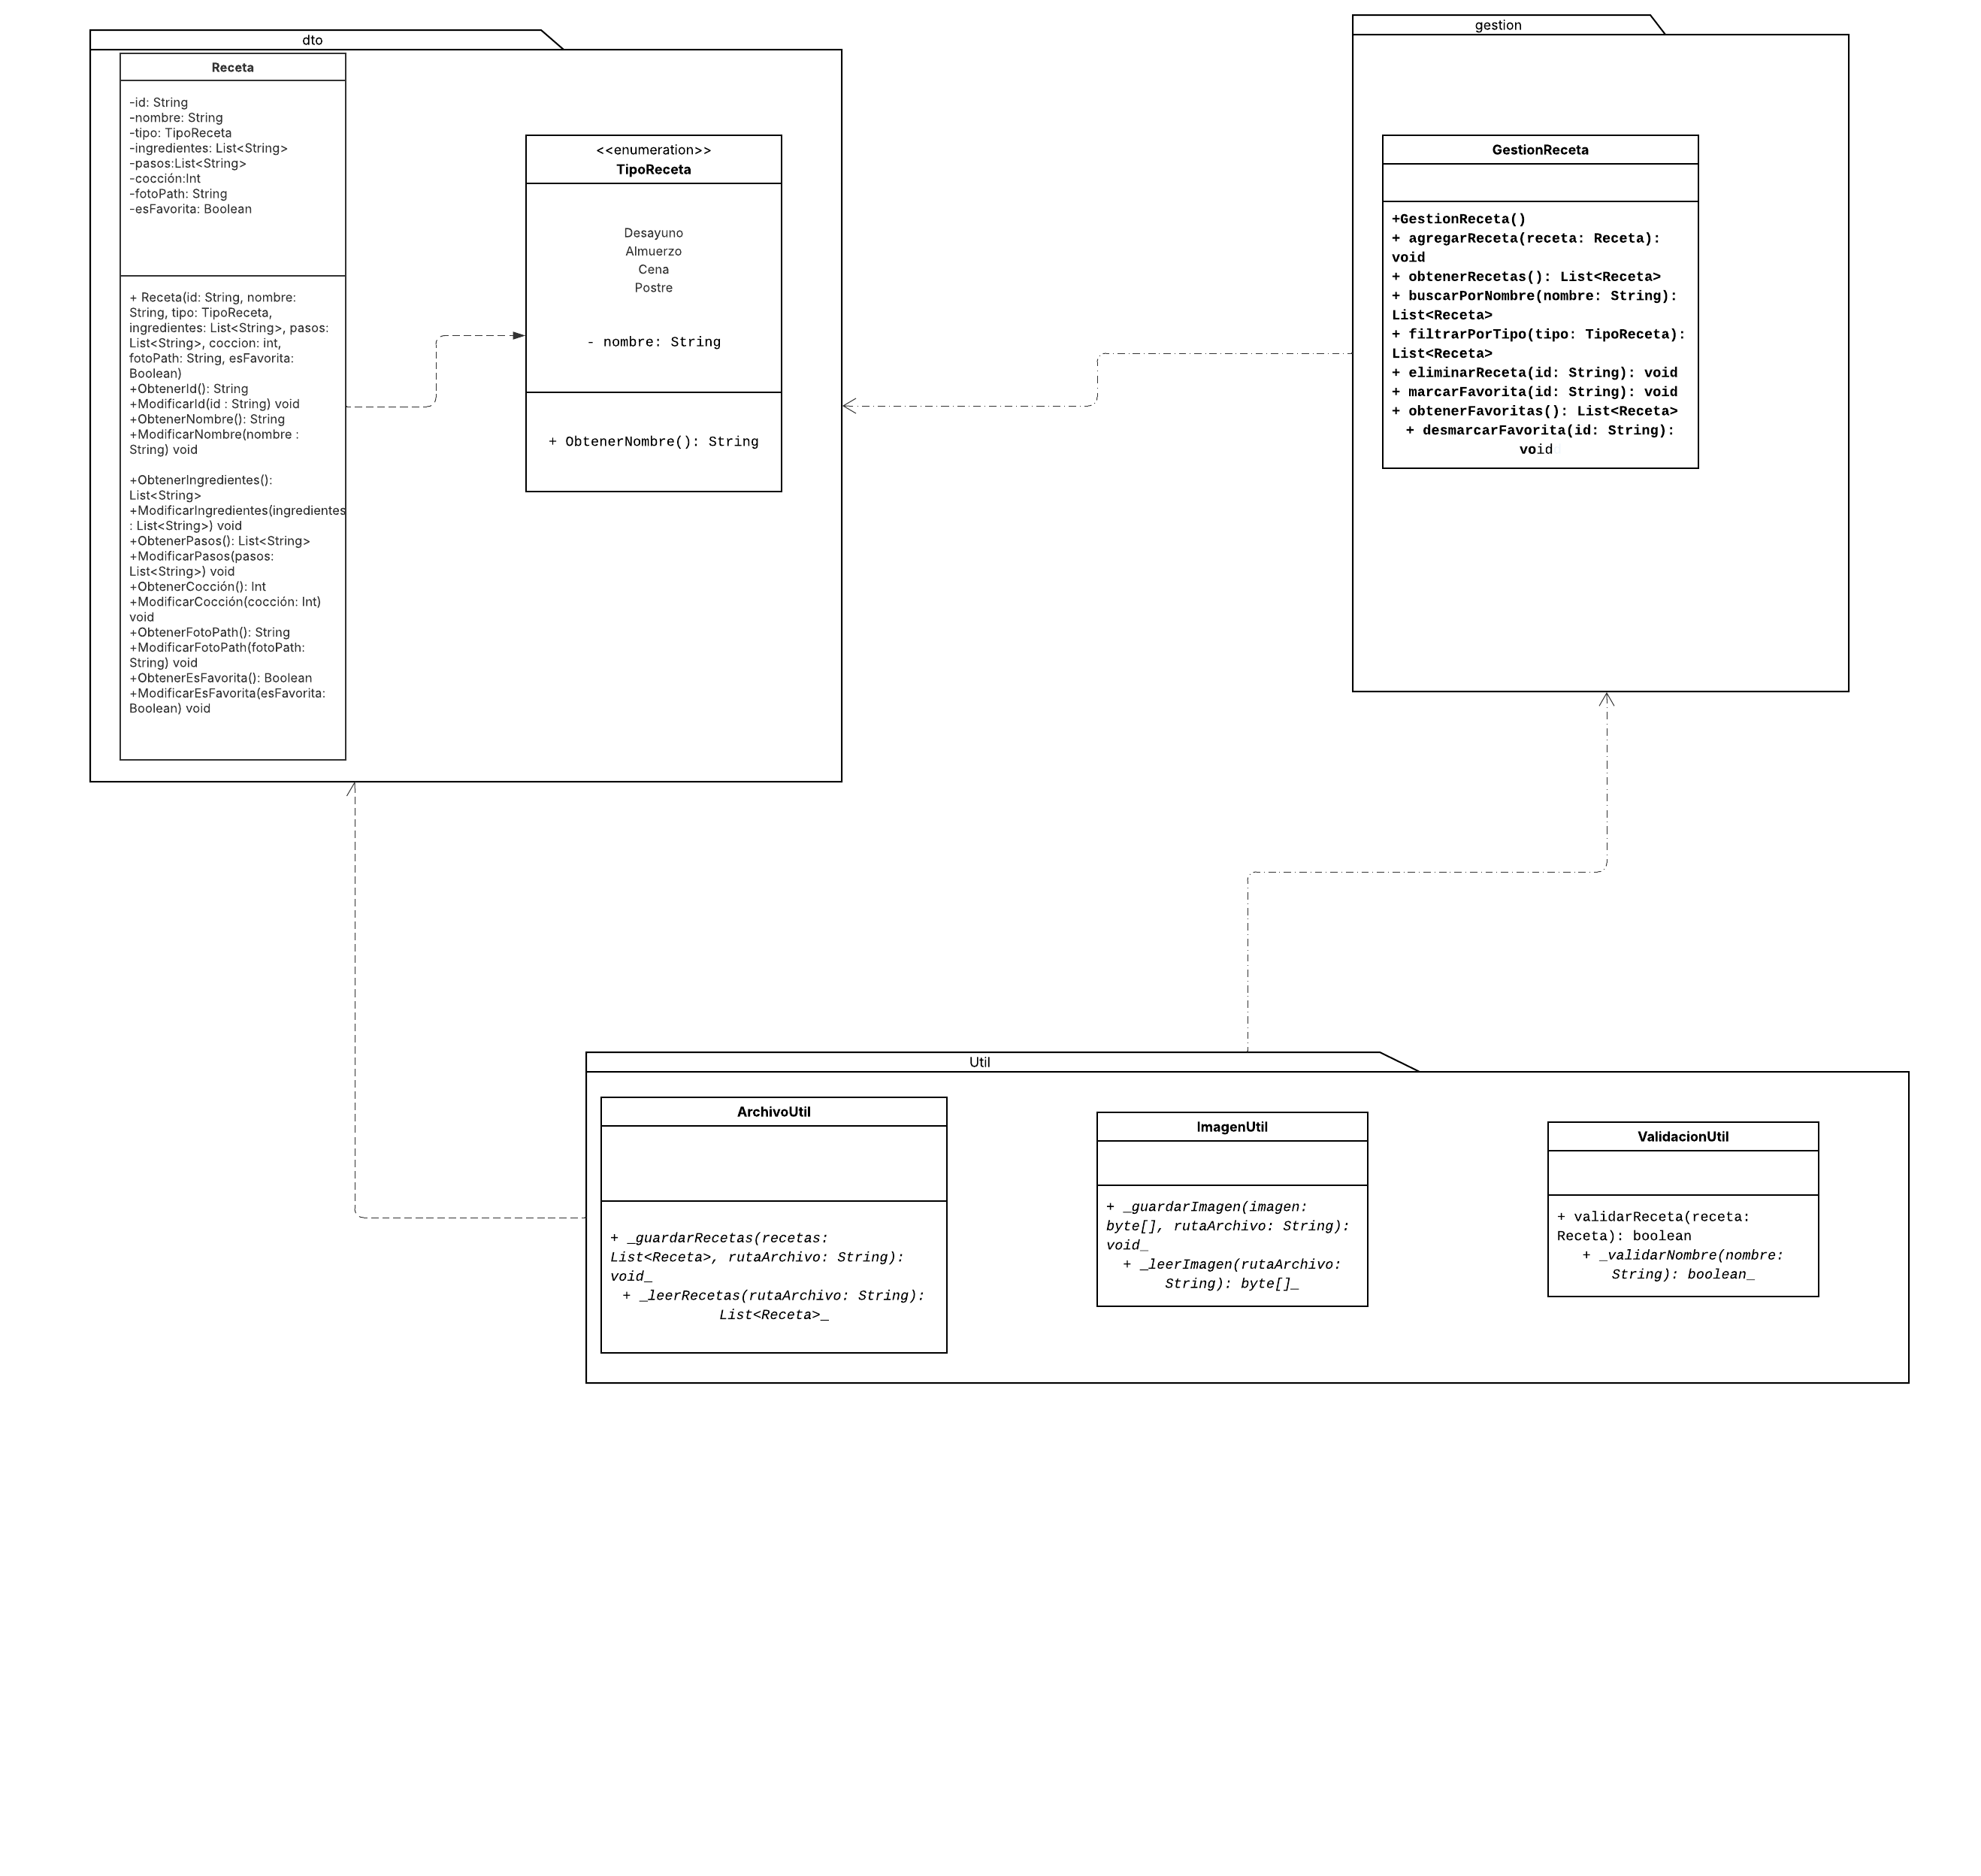 dto
Receta
-id: String
-nombre: String
-tipo: TipoReceta
-ingredientes: List<String>
-pasos:List<String>
-cocción:Int
-fotoPath: String
-esFavorita: Boolean
+ Receta(id: String, nombre:
String, tipo: TipoReceta,
ingredientes: List<String>, pasos:
List<String>, coccion: int,
fotoPath: String, esFavorita:
Boolean)
+ObtenerId(): String
+ModificarId(id : String) void
+ObtenerNombre(): String
+ModificarNombre(nombre :
String) void
+ObtenerIngredientes():
List<String>
+ModificarIngredientes(ingredientes
: List<String>) void
+ObtenerPasos(): List<String>
+ModificarPasos(pasos:
List<String>) void
+ObtenerCocción(): Int
+ModificarCocción(cocción: Int)
void
+ObtenerFotoPath(): String
+ModificarFotoPath(fotoPath:
String) void
+ObtenerEsFavorita(): Boolean
+ModificarEsFavorita(esFavorita:
Boolean) void
<<enumeration>>
TipoReceta
Desayuno
Almuerzo
Cena
Postre
- nombre: String
+ ObtenerNombre(): String
gestion
GestionReceta
+GestionReceta()
+ agregarReceta(receta: Receta):
void
+ obtenerRecetas(): List<Receta>
+ buscarPorNombre(nombre: String):
List<Receta>
+ filtrarPorTipo(tipo: TipoReceta):
List<Receta>
+ eliminarReceta(id: String): void
+ marcarFavorita(id: String): void
+ obtenerFavoritas(): List<Receta>
+ desmarcarFavorita(id: String):
void
Util
ArchivoUtil
+ _guardarRecetas(recetas:
List<Receta>, rutaArchivo: String):
void_
+ _leerRecetas(rutaArchivo: String):
List<Receta>_
ImagenUtil
+ _guardarImagen(imagen:
byte[], rutaArchivo: String):
void_
+ _leerImagen(rutaArchivo:
String): byte[]_
ValidacionUtil
+ validarReceta(receta:
Receta): boolean
+ _validarNombre(nombre:
String): boolean_